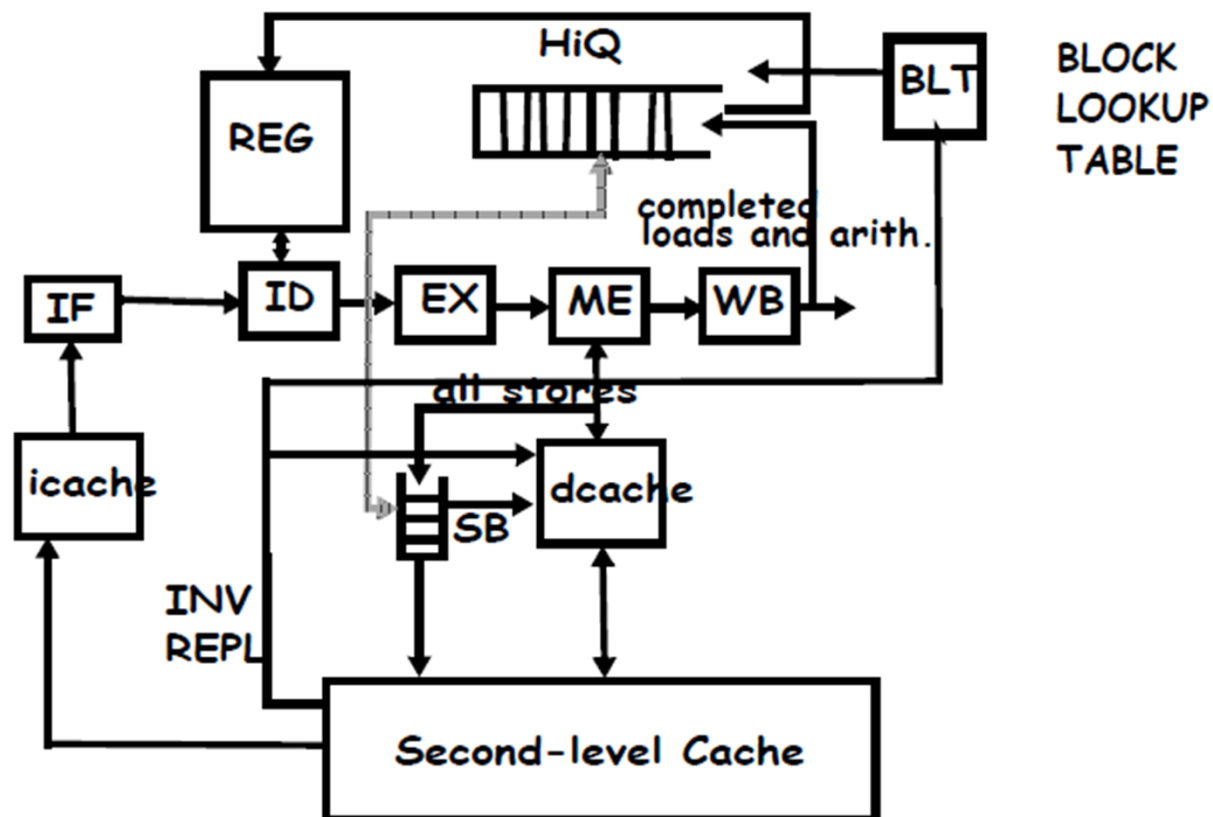 HiQ
BLT
BLOCK
LOOKUP
TABLE
REG
completed
loads and arith.
IF
ID
EX
ME
WB
all stores
icache
dcache
SB
INV
REPL
Second-level Cache